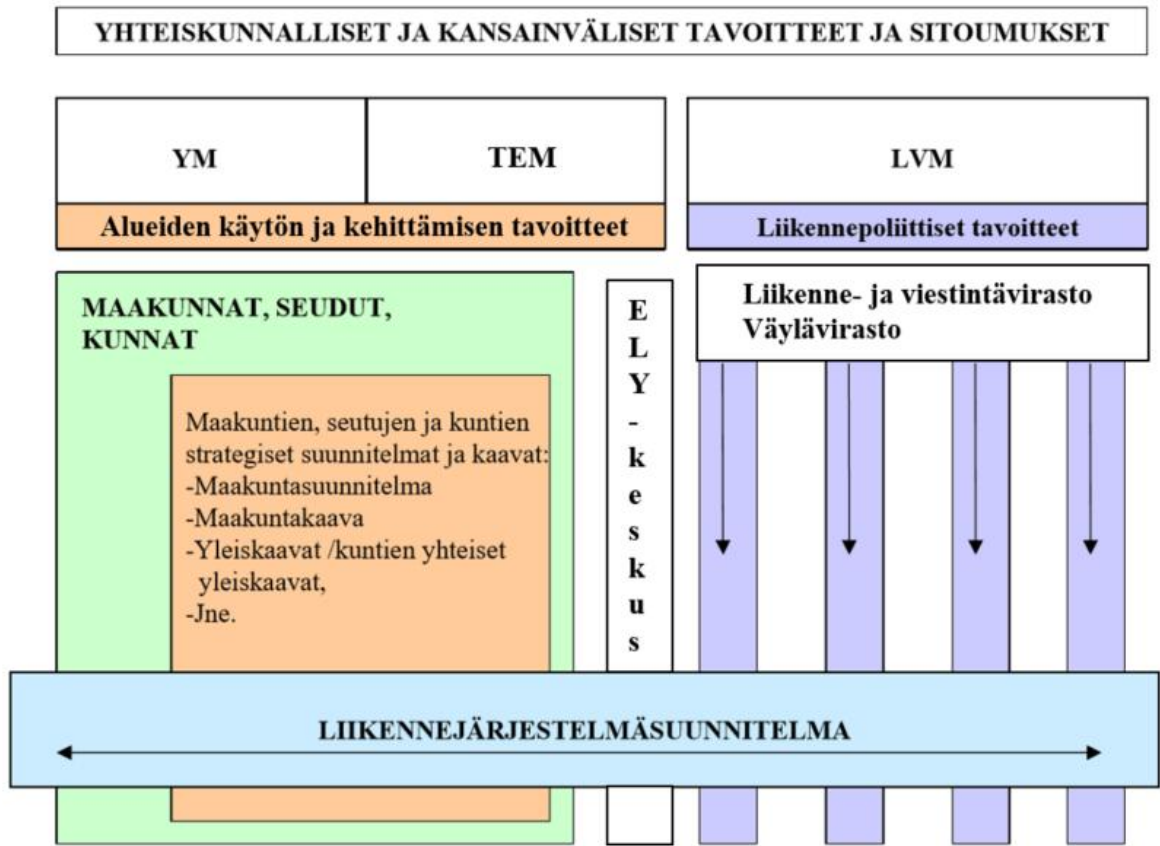 YHTEISKUNNALLISET JA KANSAINVÄLISET TAVOITTEET JA SITOUMUKSET
YM
TEM
LVM
Alueiden käytön ja kehittämisen tavoitteet
Liikennepoliittiset tavoitteet
MAAKUNNAT, SEUDUT,
KUNNAT
Maakuntien, seutujen ja kuntien
strategiset suunnitelmat ja kaavat:
-Maakuntasuunnitelma
-Maakuntakaava
-Yleiskaavat /kuntien yhteiset
yleiskaavat,
-Jne.
E
L
Y
-
k
e
s
k
u
s
Liikenne- ja viestintävirasto
Väylävirasto
LIIKENNEJÄRJESTELMÄSUUNNITELMA